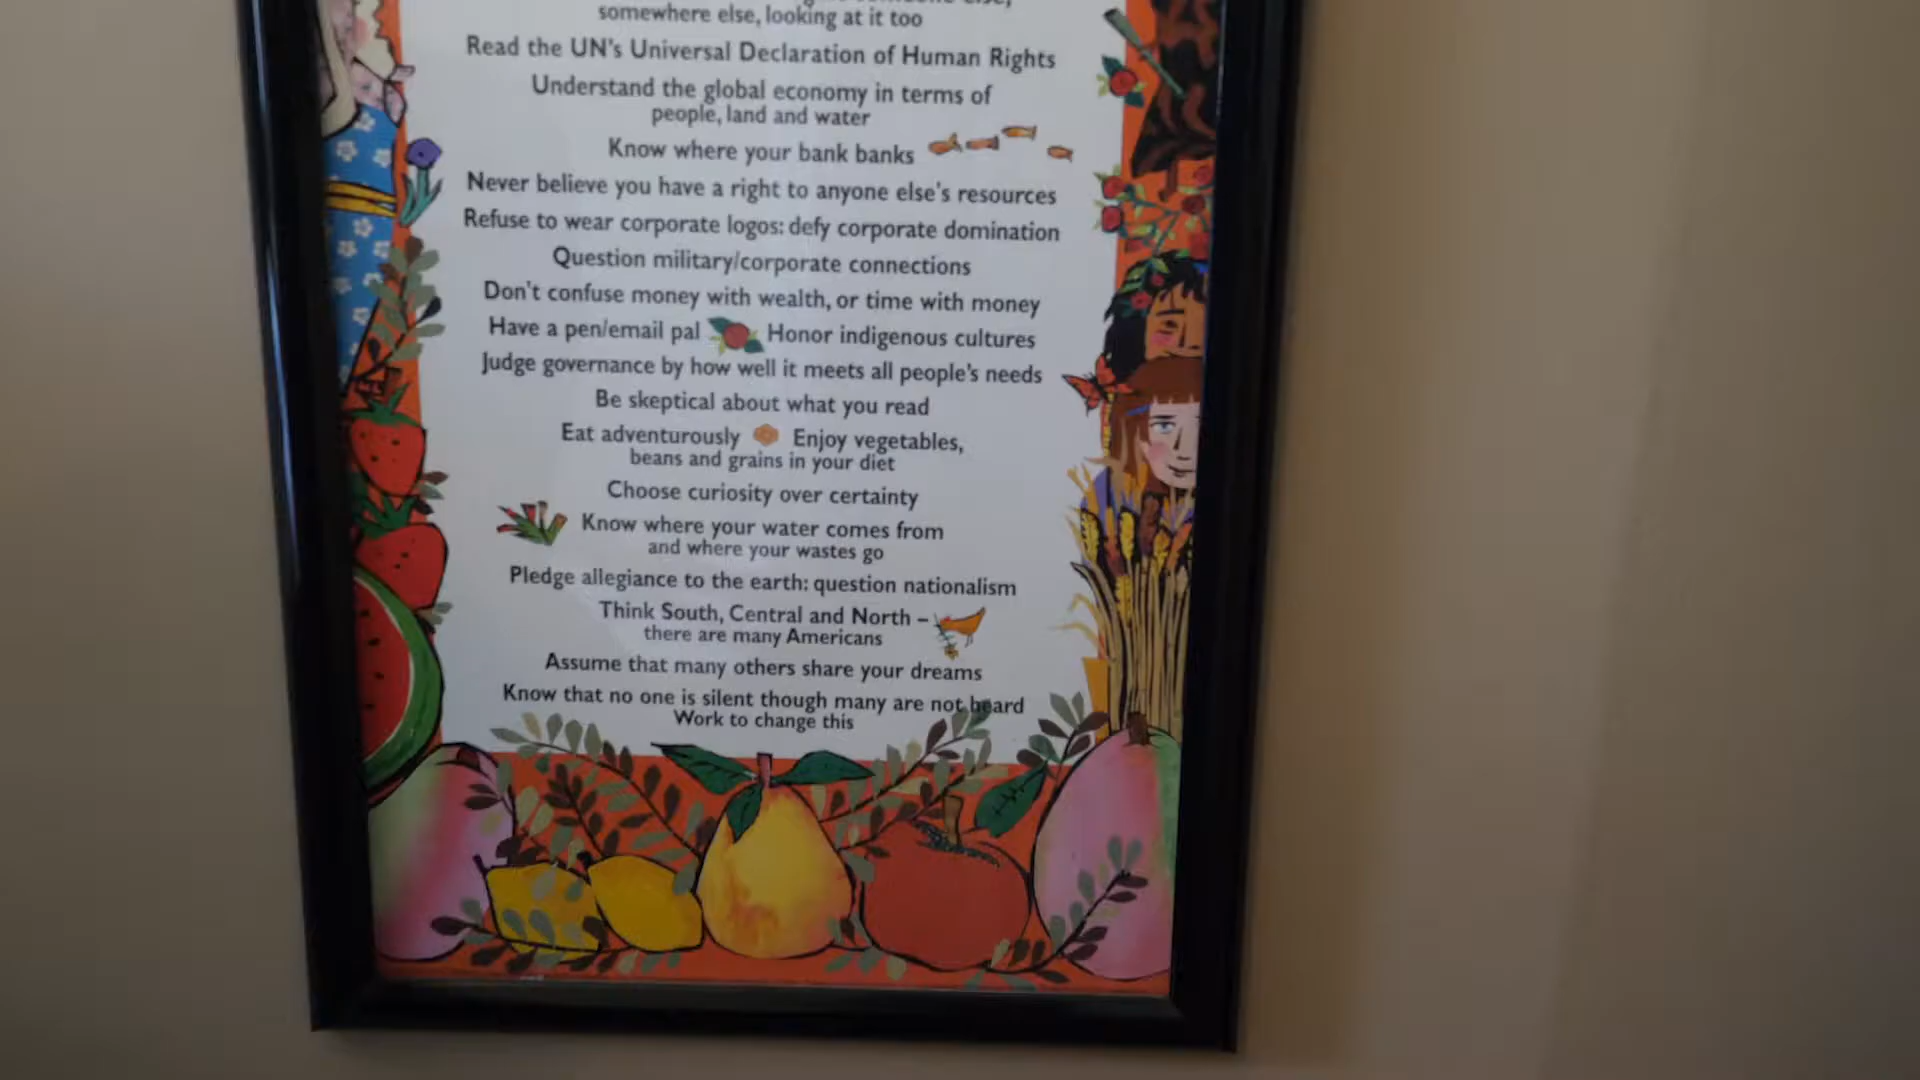 somewhere else, looking at it too
Read the UN's Universal Declaration of Human Rights
Understand the global economy in terms of
people, land and water
Know where your bank banks
Never believe you have a right to anyone else's resources
Refuse to wear corporate logos: defy corporate domination
Question military/corporate connections
Don't confuse money with wealth, or time with money
Have a pen/email pal Honor indigenous cultures
Judge governance by how well it meets all people's needs
Be skeptical about what you read
Eat adventurously Enjoy vegetables,
beans and grains in your diet
Choose curiosity over certainty
Know where your water comes from
and where your wastes go
Pledge allegiance to the earth: question nationalism
Think South, Central and North –
there are many Americans
Assume that many others share your dreams
Know that no one is silent though many are not heard
Work to change this